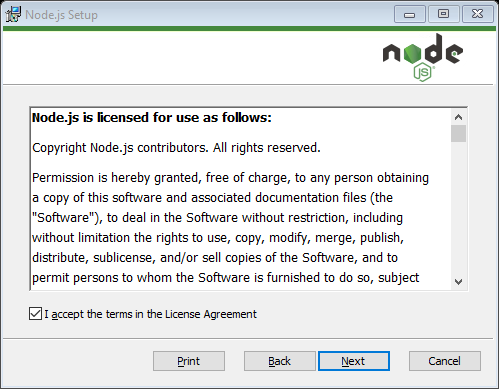 Node.js Setup
node
JS
Node.js is licensed for use as follows:
Copyright Node.js contributors. All rights reserved.
Permission is hereby granted, free of charge, to any person obtaining
a copy of this software and associated documentation files (the
"Software"), to deal in the Software without restriction, including
without limitation the rights to use, copy, modify, merge, publish,
distribute, sublicense, and/or sell copies of the Software, and to
permit persons to whom the Software is furnished to do so, subject
I accept the terms in the License Agreement
Print
Back
Next
Cancel